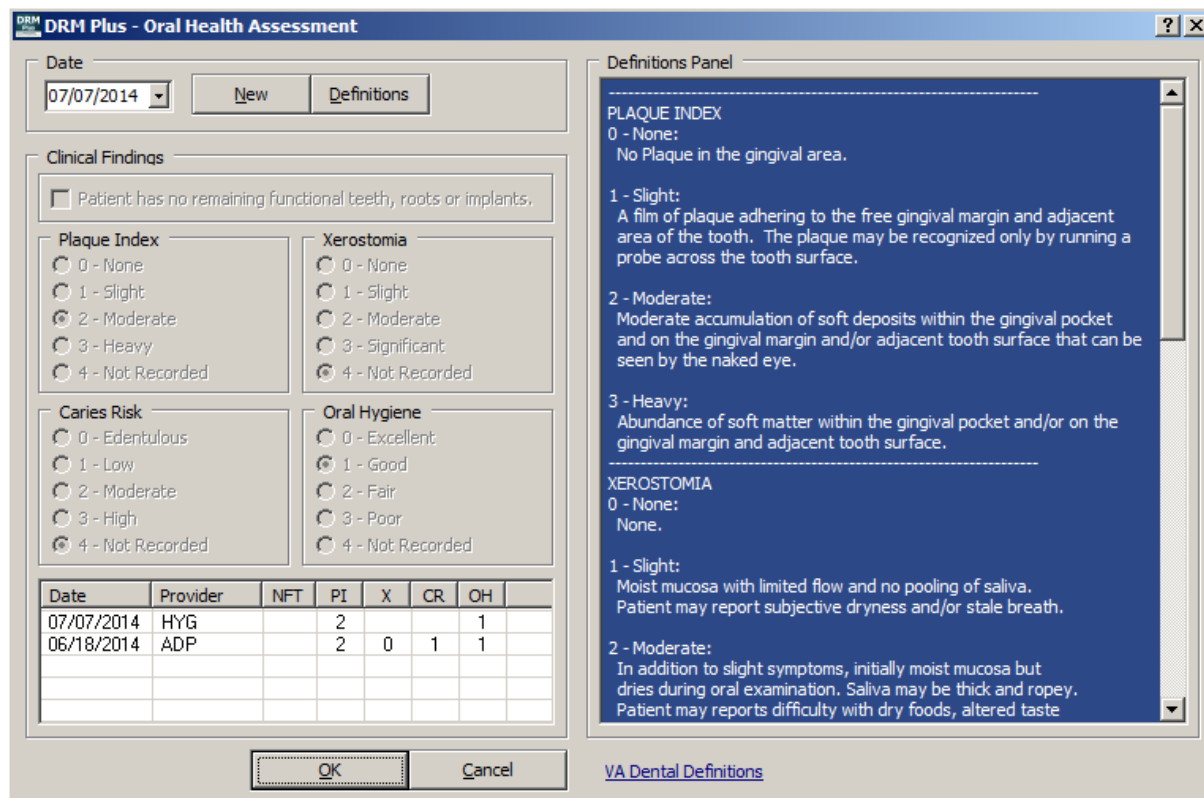 DRM Plus - Oral Health Assessment
Date
07/07/2014
New
Definitions
Clinical Findings
Patient has no remaining functional teeth, roots or implants.
Plaque Index
0 - None
1 - Slight
2 - Moderate
3 - Heavy
4 - Not Recorded
Xerostomia
0 - None
1 - Slight
2 - Moderate
3 - Significant
4 - Not Recorded
Caries Risk
0 - Edentulous
1 - Low
2 - Moderate
3 - High
4 - Not Recorded
Oral Hygiene
0 - Excellent
1 - Good
2 - Fair
3 - Poor
4 - Not Recorded
Date Provider NFT PI X CR OH
07/07/2014 HYG 2 1
06/18/2014 ADP 2 0 1 1
OK
Cancel
Definitions Panel
--------------------------------------------------------------------
PLAQUE INDEX
0 - None:
No Plaque in the gingival area.
1 - Slight:
A film of plaque adhering to the free gingival margin and adjacent
area of the tooth.  The plaque may be recognized only by running a
probe across the tooth surface.
2 - Moderate:
Moderate accumulation of soft deposits within the gingival pocket
and on the gingival margin and/or adjacent tooth surface that can be
seen by the naked eye.
3 - Heavy:
Abundance of soft matter within the gingival pocket and/or on the
gingival margin and adjacent tooth surface.
--------------------------------------------------------------------
XEROSTOMIA
0 - None:
None.
1 - Slight:
Moist mucosa with limited flow and no pooling of saliva.
Patient may report subjective dryness and/or stale breath.
2 - Moderate:
In addition to slight symptoms, initially moist mucosa but
dries during oral examination. Saliva may be thick and ropey.
Patient may reports difficulty with dry foods, altered taste
VA Dental Definitions